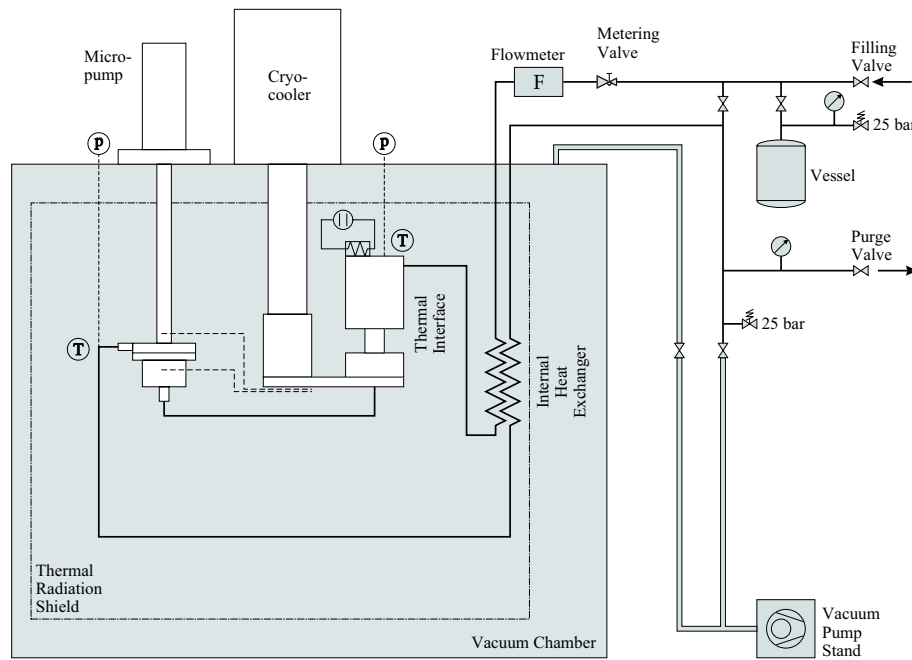 Micro-
pump
Cryo-
cooler
Flowmeter
F
Metering
Valve
Filling
Valve
25 bar
Vessel
p
p
T
T
Thermal
Interface
Internal
Heat
Exchanger
Purge
Valve
25 bar
Thermal
Radiation
Shield
Vacuum Chamber
Vacuum
Pump
Stand